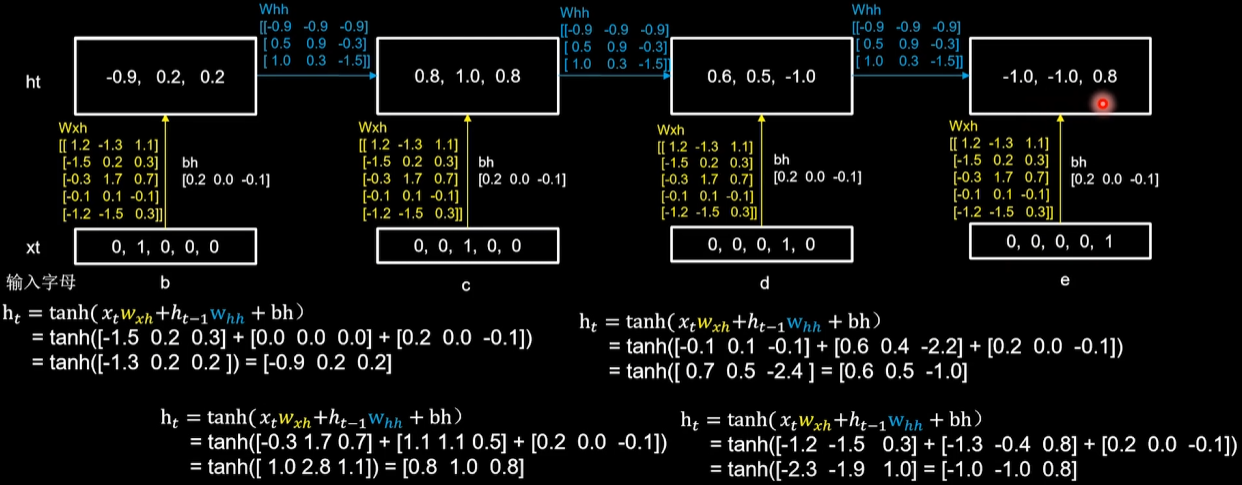 Whh
[[-0.9 -0.9 -0.9]
[ 0.5 0.9 -0.3]
[ 1.0 0.3 -1.5]]
Whh
[[-0.9 -0.9 -0.9]
[ 0.5 0.9 -0.3]
[ 1.0 0.3 -1.5]]
Whh
[[-0.9 -0.9 -0.9]
[ 0.5 0.9 -0.3]
[ 1.0 0.3 -1.5]]
ht
-0.9, 0.2, 0.2
0.8, 1.0, 0.8
0.6, 0.5, -1.0
-1.0, -1.0, 0.8
Wxh
[[ 1.2 -1.3 1.1]
[-1.5 0.2 0.3]
[-0.3 1.7 0.7]
[-0.1 0.1 -0.1]
[-1.2 -1.5 0.3]]
bh
[0.2 0.0 -0.1]
Wxh
[[ 1.2 -1.3 1.1]
[-1.5 0.2 0.3]
[-0.3 1.7 0.7]
[-0.1 0.1 -0.1]
[-1.2 -1.5 0.3]]
bh
[0.2 0.0 -0.1]
Wxh
[[ 1.2 -1.3 1.1]
[-1.5 0.2 0.3]
[-0.3 1.7 0.7]
[-0.1 0.1 -0.1]
[-1.2 -1.5 0.3]]
bh
[0.2 0.0 -0.1]
Wxh
[[ 1.2 -1.3 1.1]
[-1.5 0.2 0.3]
[-0.3 1.7 0.7]
[-0.1 0.1 -0.1]
[-1.2 -1.5 0.3]]
bh
[0.2 0.0 -0.1]
xt
0, 1, 0, 0, 0
0, 0, 1, 0, 0
0, 0, 0, 1, 0
0, 0, 0, 0, 1
输入字母 b c d e
h_t = tanh( x_t w_xh + h_{t-1} w_hh + bh )
= tanh([-1.5 0.2 0.3] + [0.0 0.0 0.0] + [0.2 0.0 -0.1])
= tanh([-1.3 0.2 0.2 ]) = [-0.9 0.2 0.2]
h_t = tanh( x_t w_xh + h_{t-1} w_hh + bh )
= tanh([-0.1 0.1 -0.1] + [0.6 0.4 -2.2] + [0.2 0.0 -0.1])
= tanh([ 0.7 0.5 -2.4 ] = [0.6 0.5 -1.0]
h_t = tanh( x_t w_xh + h_{t-1} w_hh + bh )
= tanh([-0.3 1.7 0.7] + [1.1 1.1 0.5] + [0.2 0.0 -0.1])
= tanh([ 1.0 2.8 1.1]) = [0.8 1.0 0.8]
h_t = tanh( x_t w_xh + h_{t-1} w_hh + bh )
= tanh([-1.2 -1.5 0.3] + [-1.3 -0.4 0.8] + [0.2 0.0 -0.1])
= tanh([-2.3 -1.9 1.0] = [-1.0 -1.0 0.8]